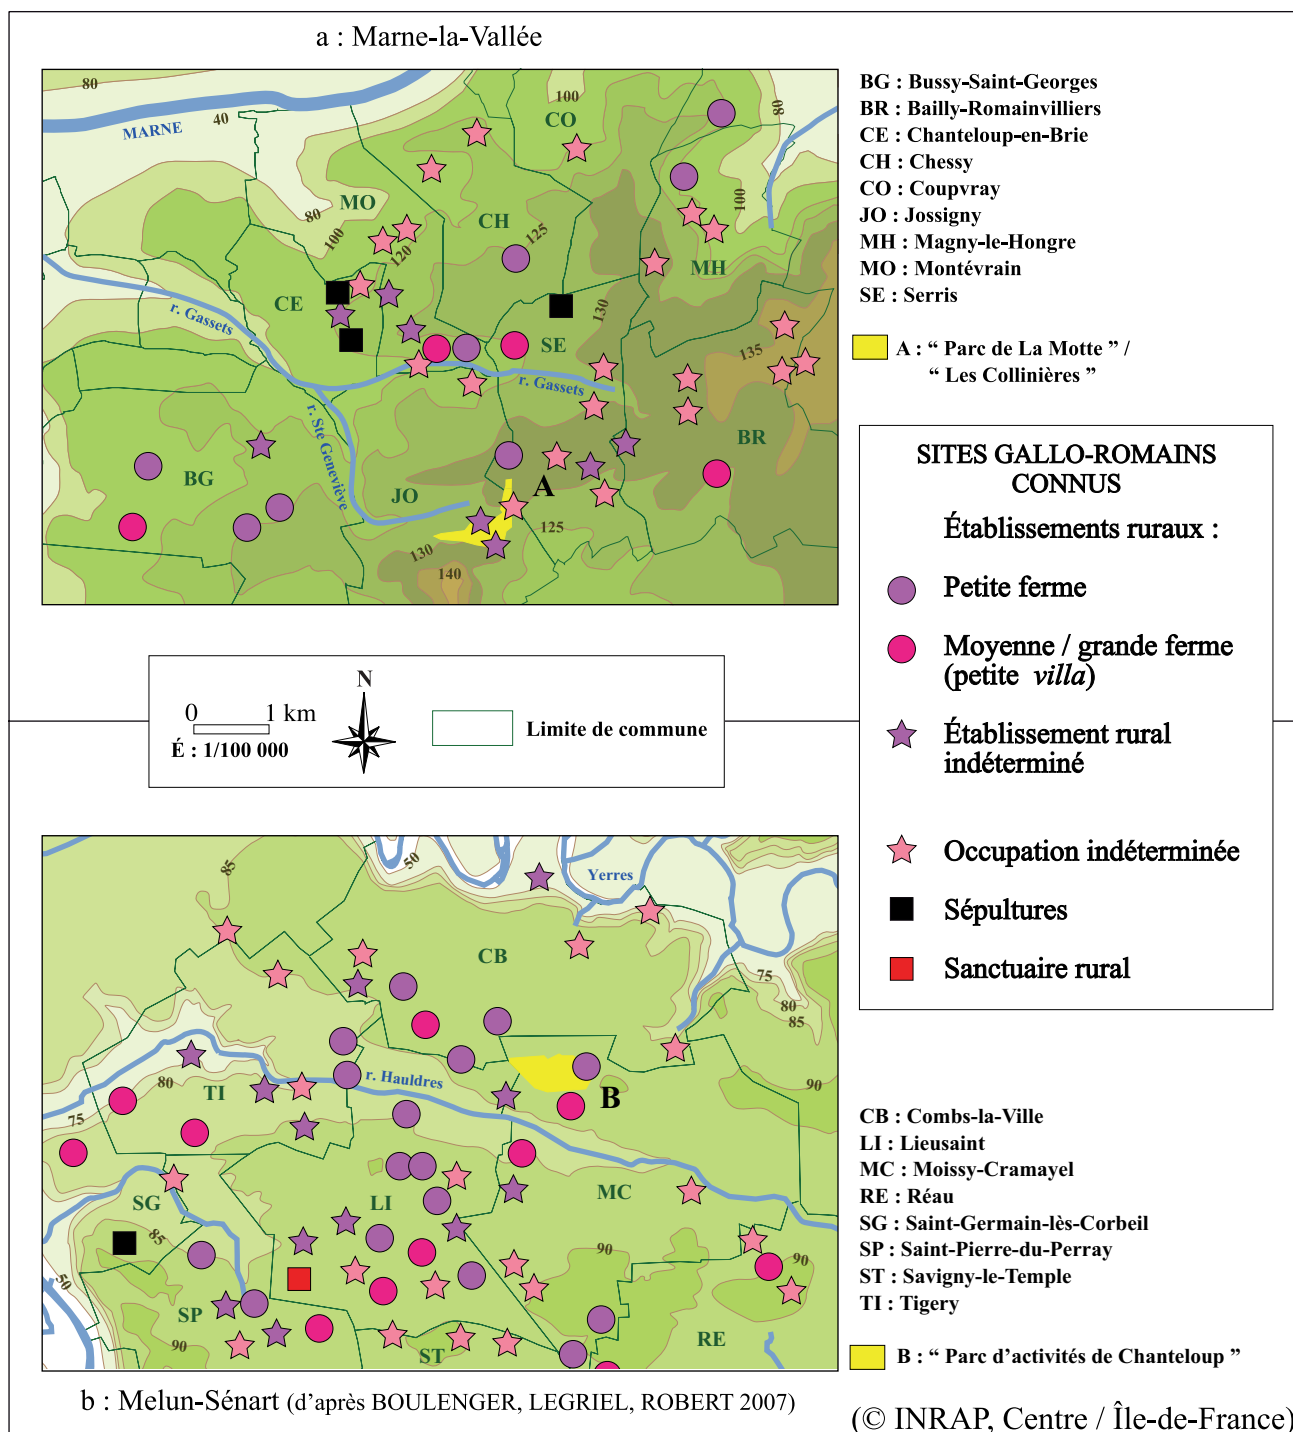 a : Marne-la-Vallée
80
MARNE
40
100
CO
80
MO
80
100
120
CH
125
100
MH
CE
r. Gassets
130
SE
135
r. Gassets
r. Ste Geneviève
BR
BG
JO
A
125
130
140
BG : Bussy-Saint-Georges
BR : Bailly-Romainvilliers
CE : Chanteloup-en-Brie
CH : Chessy
CO : Coupvray
JO : Jossigny
MH : Magny-le-Hongre
MO : Montévrain
SE : Serris
A : “ Parc de La Motte ” /
“ Les Collinières ”
SITES GALLO-ROMAINS
CONNUS
Établissements ruraux :
Petite ferme
Moyenne / grande ferme
(petite villa)
Établissement rural
indéterminé
Occupation indéterminée
Sépultures
Sanctuaire rural
0 1 km
É : 1/100 000
N
Limite de commune
85
50
Yerres
CB
75
80
85
80
TI
r. Hauldres
B
90
75
SG
LI
MC
85
90
90
50
SP
90
ST
RE
CB : Combs-la-Ville
LI : Lieusaint
MC : Moissy-Cramayel
RE : Réau
SG : Saint-Germain-lès-Corbeil
SP : Saint-Pierre-du-Perray
ST : Savigny-le-Temple
TI : Tigery
B : “ Parc d’activités de Chanteloup ”
b : Melun-Sénart (d’après BOULENGER, LEGRIEL, ROBERT 2007)
(© INRAP, Centre / Île-de-France)